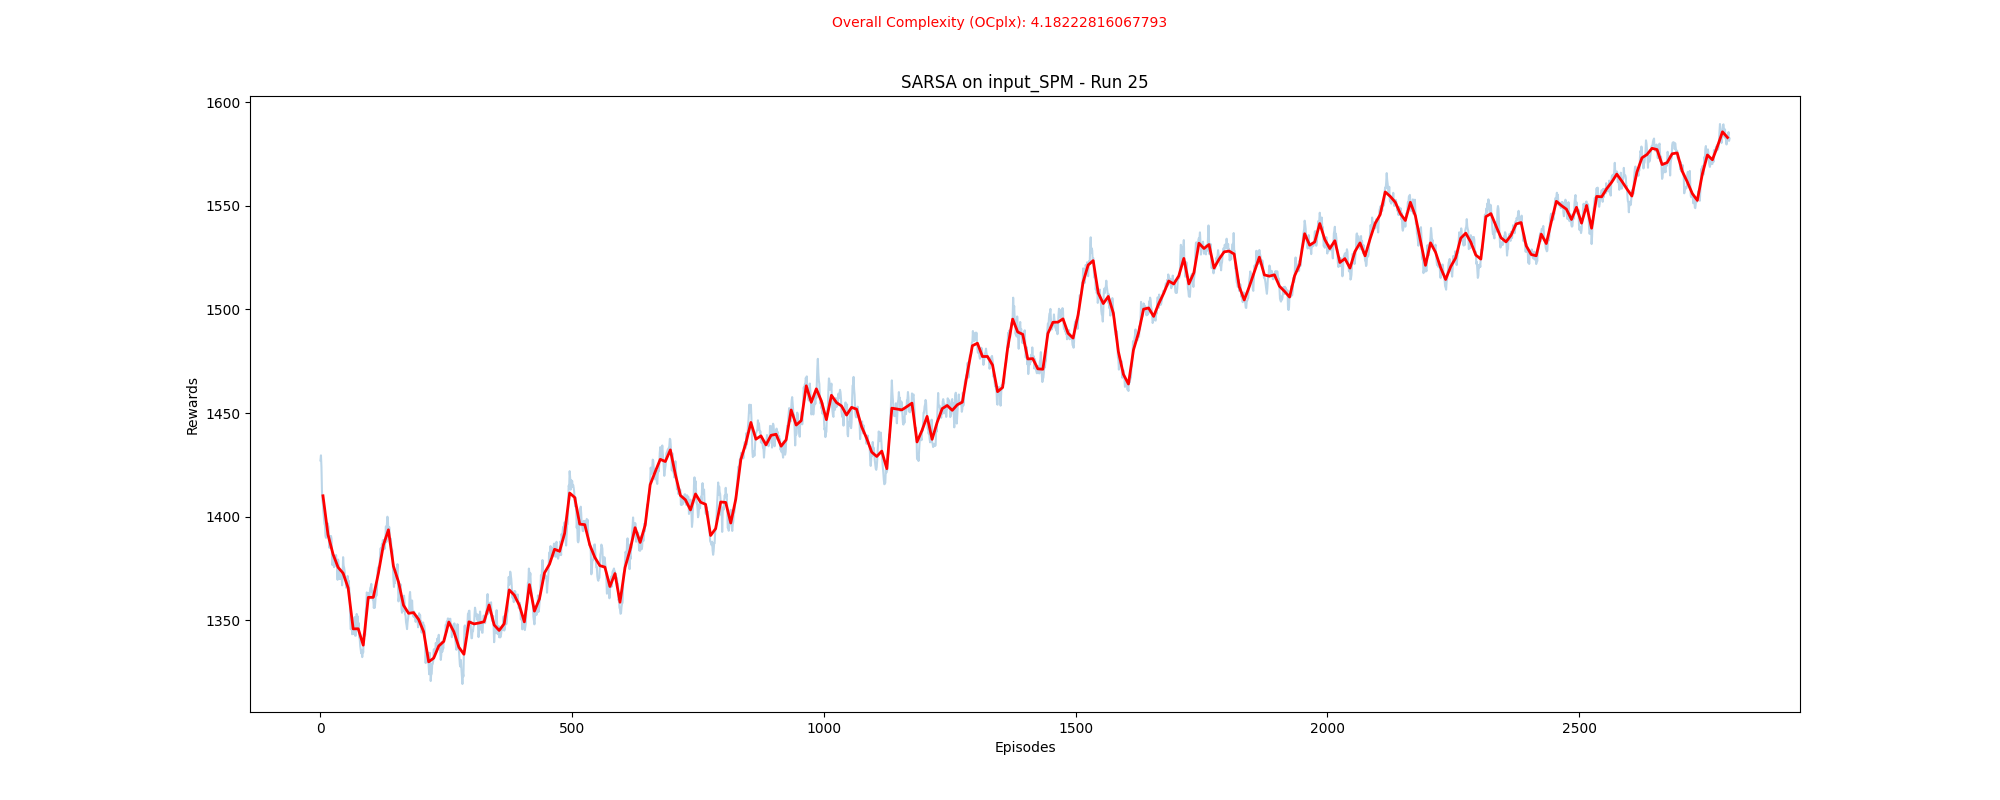 Overall Complexity (OCplx): 4.18222816067793
SARSA on input_SPM - Run 25
1600
1550
1500
1450
1400
1350
Rewards
0 500 1000 1500 2000 2500
Episodes